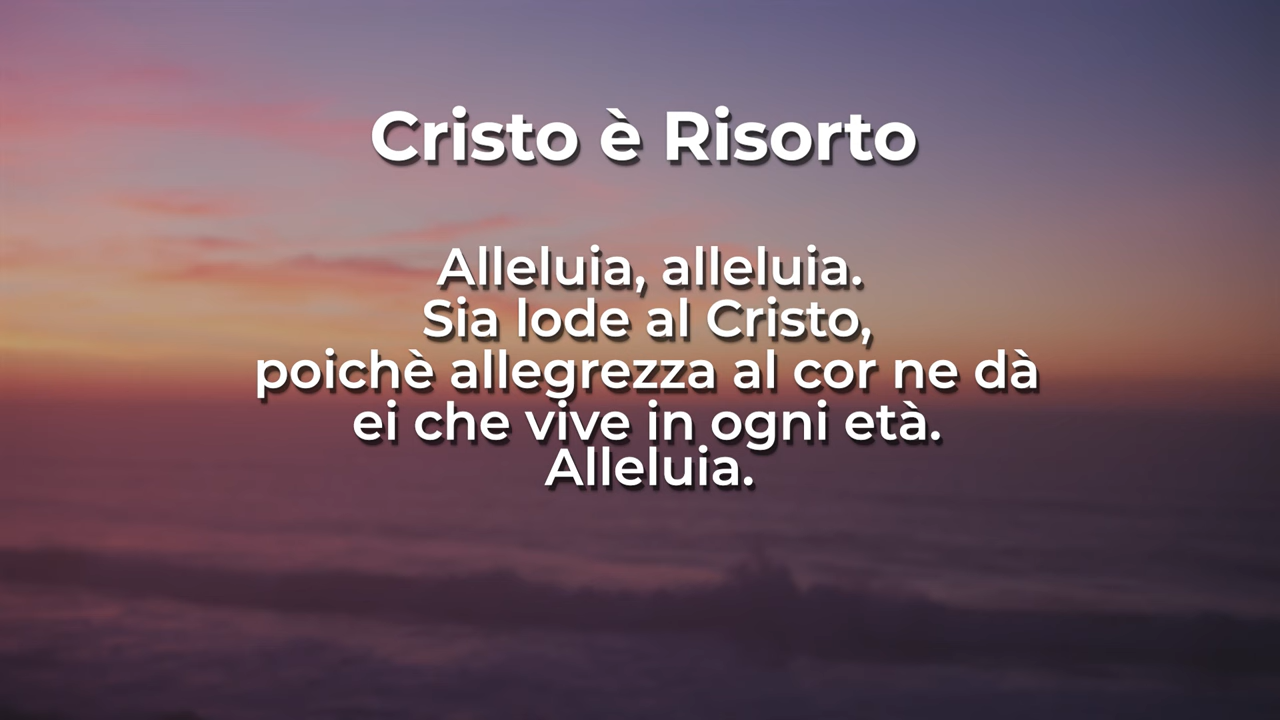 Cristo è Risorto
Alleluia, alleluia.
Sia lode al Cristo,
poichè allegrezza al cor ne dà
ei che vive in ogni età.
Alleluia.